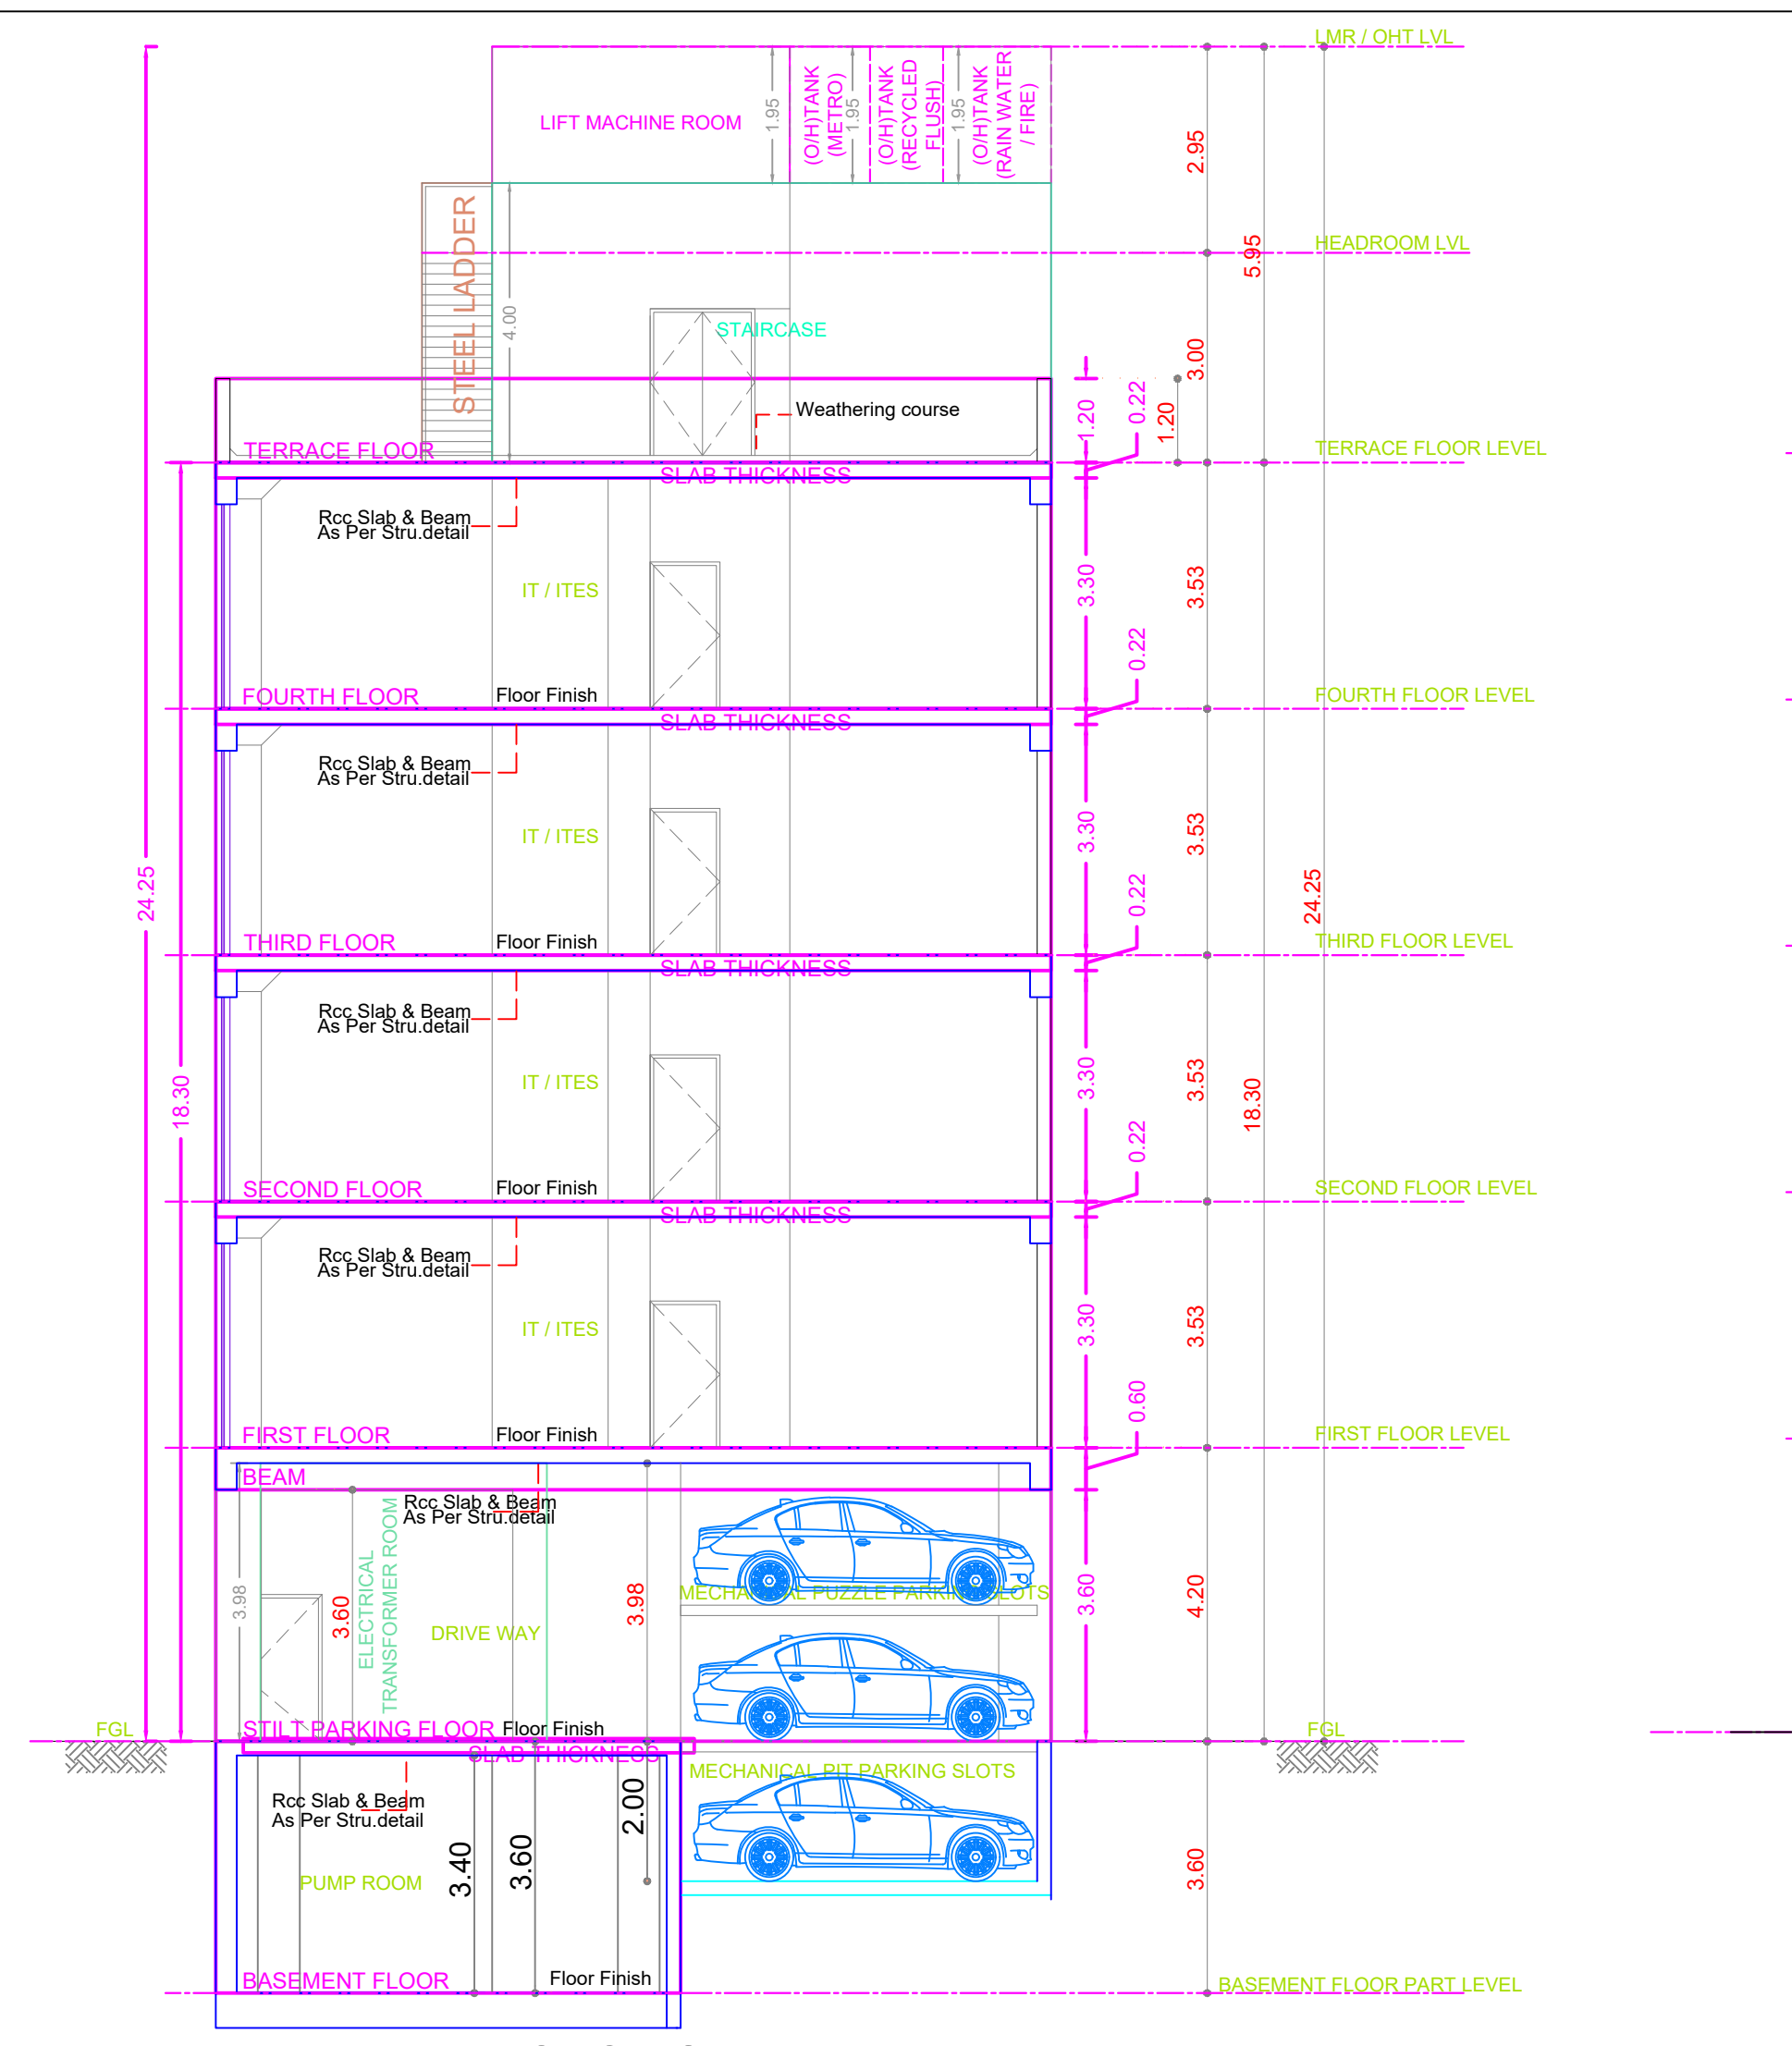 LMR / OHT LVL
LIFT MACHINE ROOM
1.95
(O/H)TANK
(METRO)
1.95
(O/H)TANK
(RECYCLED
FLUSH)
1.95
(O/H)TANK
(RAIN WATER
/ FIRE)
2.95
STEEL LADDER
HEADROOM LVL
5.95
4.00
STAIRCASE
3.00
Weathering course
1.20
0.22
1.20
TERRACE FLOOR
TERRACE FLOOR LEVEL
SLAB THICKNESS
Rcc Slab & Beam
As Per Stru.detail
IT / ITES
3.30
3.53
0.22
FOURTH FLOOR
Floor Finish
FOURTH FLOOR LEVEL
SLAB THICKNESS
Rcc Slab & Beam
As Per Stru.detail
IT / ITES
3.30
3.53
24.25
24.25
0.22
THIRD FLOOR
Floor Finish
THIRD FLOOR LEVEL
SLAB THICKNESS
Rcc Slab & Beam
As Per Stru.detail
IT / ITES
3.30
3.53
18.30
18.30
0.22
SECOND FLOOR
Floor Finish
SECOND FLOOR LEVEL
SLAB THICKNESS
Rcc Slab & Beam
As Per Stru.detail
IT / ITES
3.30
3.53
0.60
FIRST FLOOR
Floor Finish
FIRST FLOOR LEVEL
BEAM
Rcc Slab & Beam
As Per Stru.detail
3.98
3.60
ELECTRICAL
TRANSFORMER ROOM
DRIVE WAY
3.98
MECHANICAL PUZZLE PARKING SLOTS
3.60
4.20
FGL
STILT PARKING FLOOR
Floor Finish
FGL
SLAB THICKNESS
MECHANICAL PIT PARKING SLOTS
Rcc Slab & Beam
As Per Stru.detail
2.00
PUMP ROOM
3.40
3.60
3.60
BASEMENT FLOOR
Floor Finish
BASEMENT FLOOR PART LEVEL